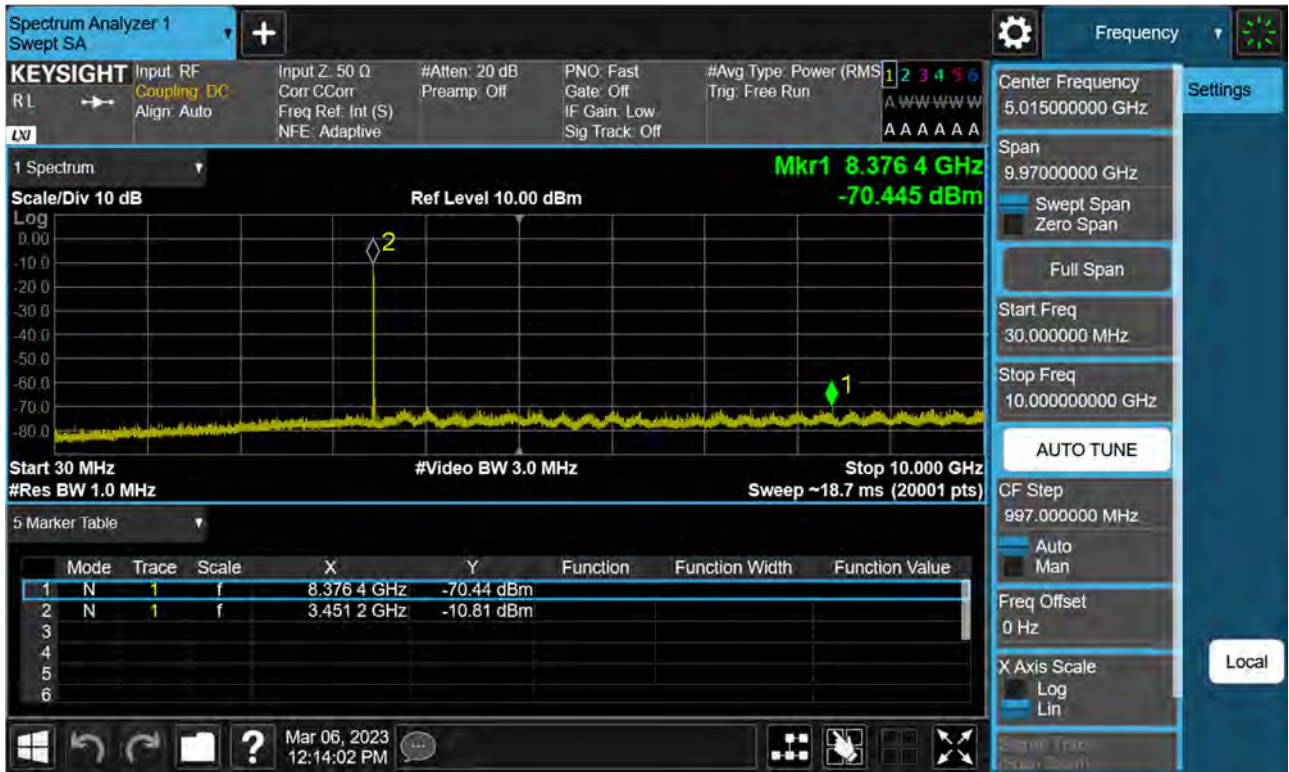 Spectrum Analyzer 1
Swept SA
+
Frequency
KEYSIGHT
RL
LXI
Input: RF
Coupling: DC
Align: Auto
Input Z: 50 Ω
Corr CCorr
Freq Ref: Int (S)
NFE: Adaptive
#Atten: 20 dB
Preamp: Off
PNO: Fast
Gate: Off
IF Gain: Low
Sig Track: Off
#Avg Type: Power (RMS
Trig: Free Run
1 2 3 4 5 6
A W W W W W
A A A A A A
1 Spectrum
Scale/Div 10 dB
Ref Level 10.00 dBm
Mkr1 8.376 4 GHz
-70.445 dBm
Log
0.00
-10.0
-20.0
-30.0
-40.0
-50.0
-60.0
-70.0
-80.0
2
1
Start 30 MHz
#Video BW 3.0 MHz
Stop 10.000 GHz
#Res BW 1.0 MHz
Sweep ~18.7 ms (20001 pts)
5 Marker Table
Mode Trace Scale X Y Function Function Width Function Value
1 N 1 f 8.376 4 GHz -70.44 dBm
2 N 1 f 3.451 2 GHz -10.81 dBm
3
4
5
6
Mar 06, 2023
12:14:02 PM
?
Center Frequency
5.015000000 GHz
Span
9.97000000 GHz
Swept Span
Zero Span
Full Span
Start Freq
30.000000 MHz
Stop Freq
10.000000000 GHz
AUTO TUNE
CF Step
997.000000 MHz
Auto
Man
Freq Offset
0 Hz
X Axis Scale
Log
Lin
Settings
Local